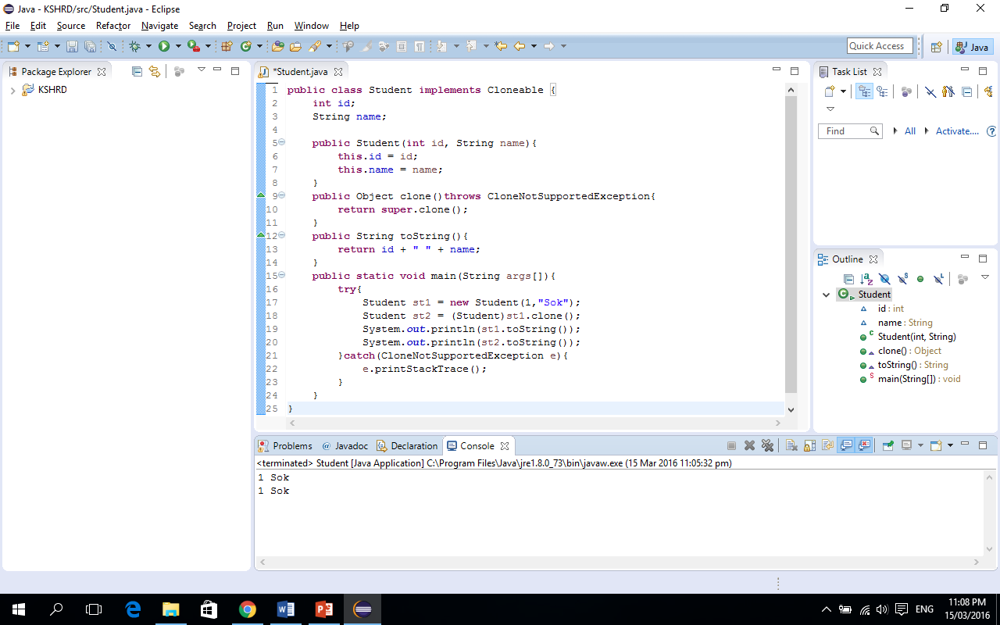 Java - KSHRD/src/Student.java - Eclipse
File Edit Source Refactor Navigate Search Project Run Window Help
Quick Access
Java
Package Explorer
KSHRD
*Student.java
1 public class Student implements Cloneable {
2     int id;
3     String name;
4
5     public Student(int id, String name){
6         this.id = id;
7         this.name = name;
8     }
9     public Object clone()throws CloneNotSupportedException{
10         return super.clone();
11     }
12     public String toString(){
13         return id + " " + name;
14     }
15     public static void main(String args[]){
16         try{
17             Student st1 = new Student(1,"Sok");
18             Student st2 = (Student)st1.clone();
19             System.out.println(st1.toString());
20             System.out.println(st2.toString());
21         }catch(CloneNotSupportedException e){
22             e.printStackTrace();
23         }
24     }
25 }
Task List
Find All Activate....
Outline
Student
id : int
name : String
Student(int, String)
clone() : Object
toString() : String
main(String[]) : void
Problems @ Javadoc Declaration Console
<terminated> Student [Java Application] C:\Program Files\Java\jre1.8.0_73\bin\javaw.exe (15 Mar 2016 11:05:32 pm)
1 Sok
1 Sok
ENG
11:08 PM
15/03/2016